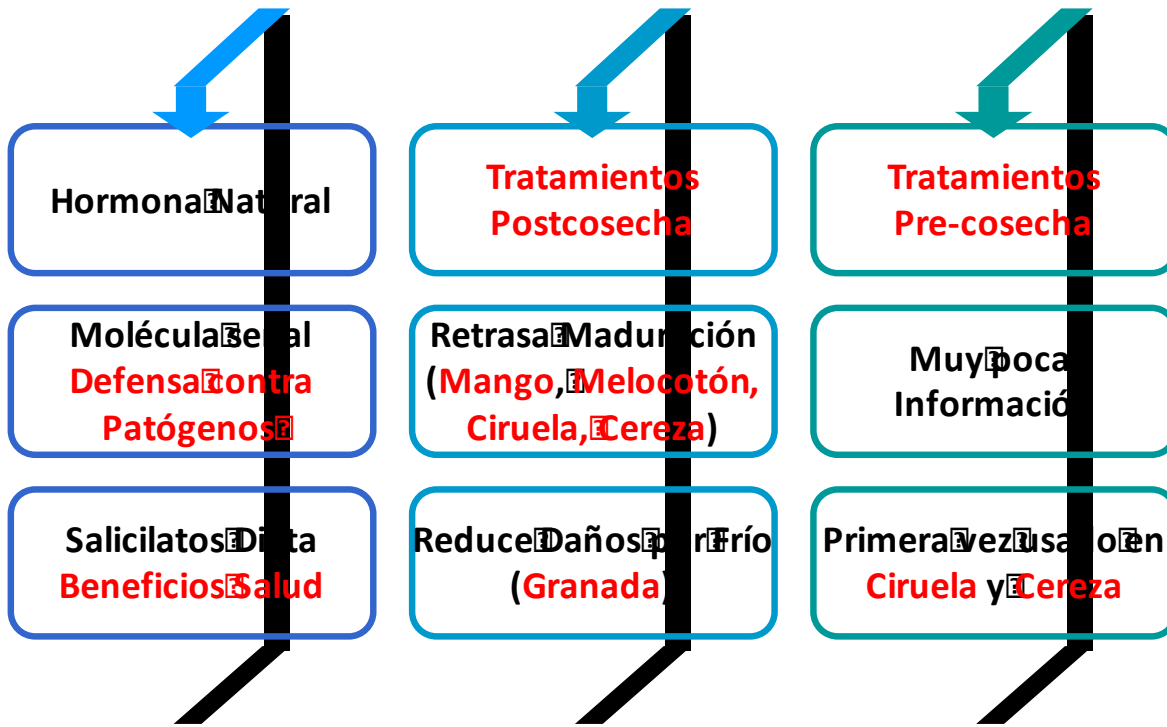 Hormona Natural
Molécula señal
Defensa contra
Patógenos
Salicilatos Dieta
Beneficios Salud
Tratamientos
Postcosecha
Retrasa Maduración
(Mango, Melocotón,
Ciruela, Cereza)
Reduce Daños por Frío
(Granada)
Tratamientos
Pre-cosecha
Muy poca
Información
Primera vez usado en
Ciruela y Cereza